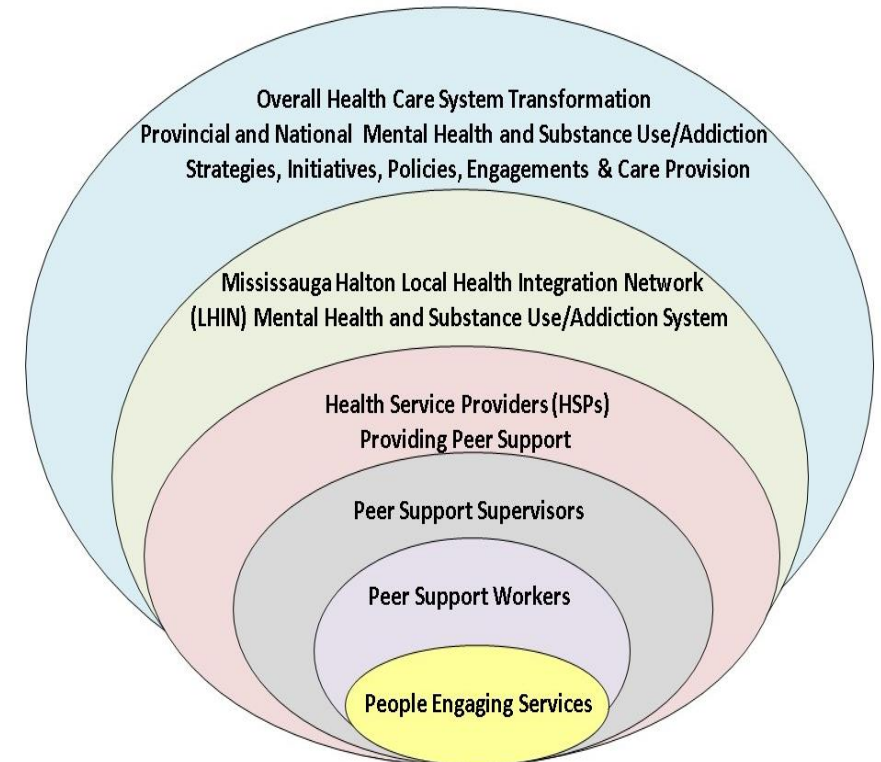 Overall Health Care System Transformation
Provincial and National Mental Health and Substance Use/Addiction
Strategies, Initiatives, Policies, Engagements & Care Provision
Mississauga Halton Local Health Integration Network
(LHIN) Mental Health and Substance Use/Addiction System
Health Service Providers (HSPs)
Providing Peer Support
Peer Support Supervisors
Peer Support Workers
People Engaging Services